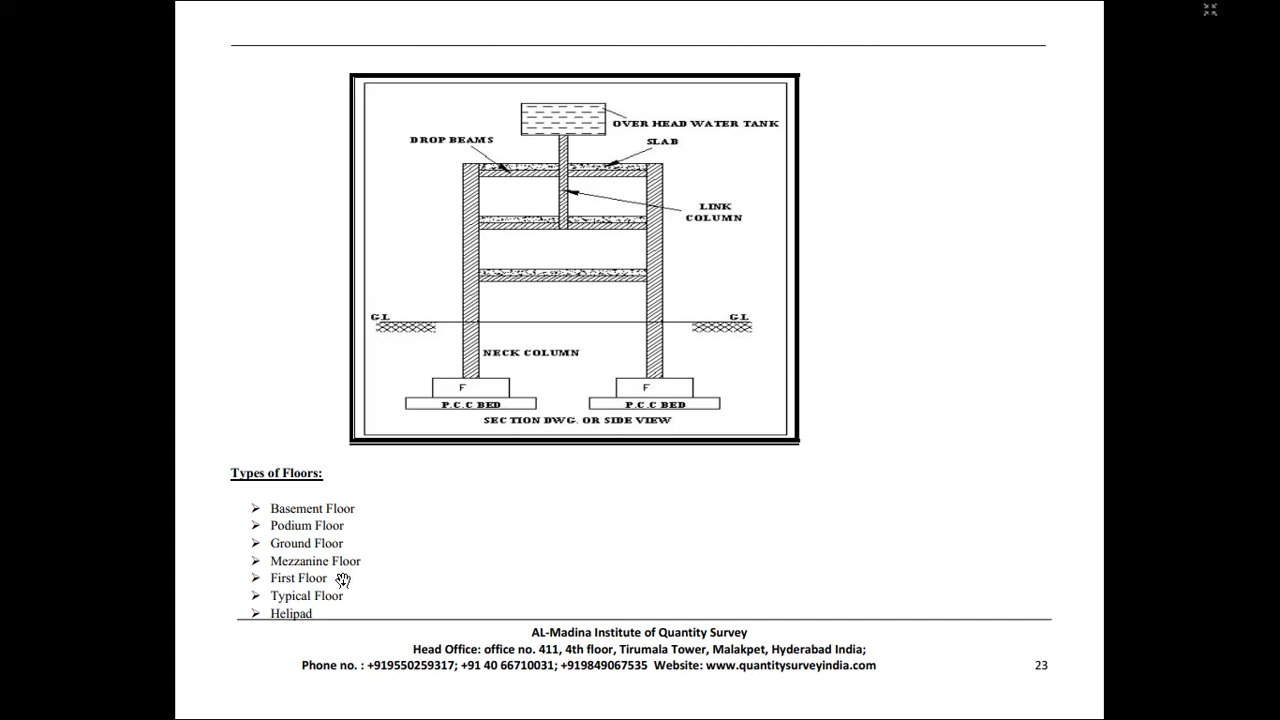 OVER HEAD WATER TANK
DROP BEAMS
SLAB
LINK
COLUMN
G.L
G.L
NECK COLUMN
F
F
P.C.C BED
P.C.C BED
SECTION DWG. OR SIDE VIEW
Types of Floors:
➢ Basement Floor
➢ Podium Floor
➢ Ground Floor
➢ Mezzanine Floor
➢ First Floor
➢ Typical Floor
➢ Helipad
AL-Madina Institute of Quantity Survey
Head Office: office no. 411, 4th floor, Tirumala Tower, Malakpet, Hyderabad India;
Phone no. : +919550259317; +91 40 66710031; +919849067535 Website: www.quantitysurveyindia.com
23